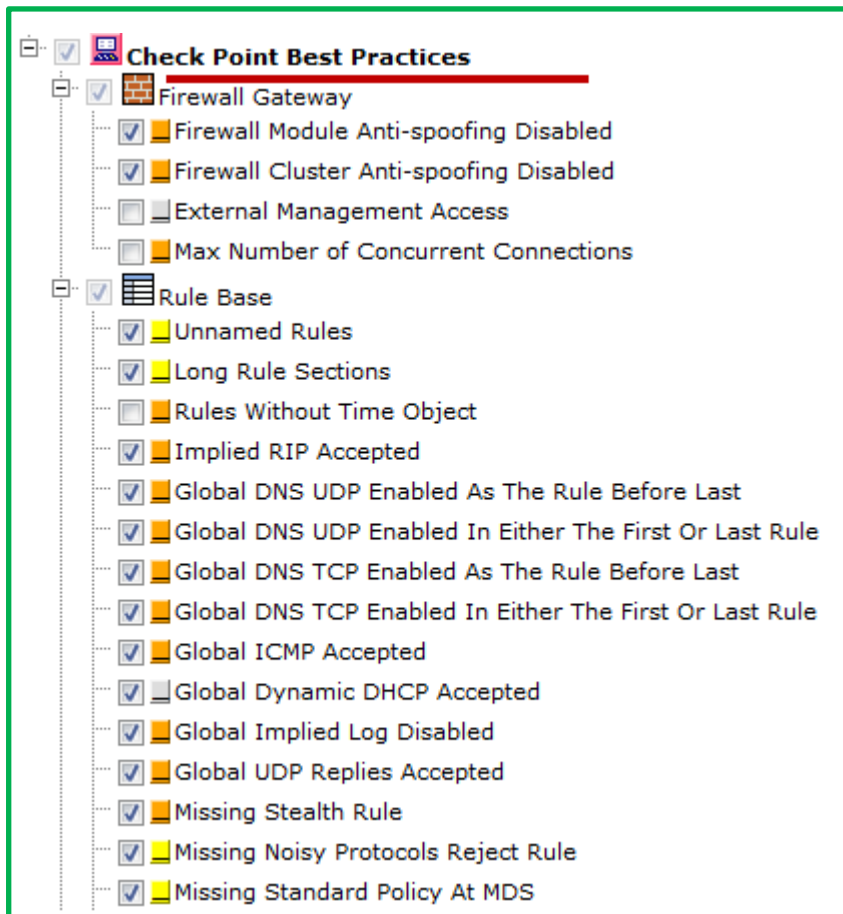 Check Point Best Practices
Firewall Gateway
Firewall Module Anti-spoofing Disabled
Firewall Cluster Anti-spoofing Disabled
External Management Access
Max Number of Concurrent Connections
Rule Base
Unnamed Rules
Long Rule Sections
Rules Without Time Object
Implied RIP Accepted
Global DNS UDP Enabled As The Rule Before Last
Global DNS UDP Enabled In Either The First Or Last Rule
Global DNS TCP Enabled As The Rule Before Last
Global DNS TCP Enabled In Either The First Or Last Rule
Global ICMP Accepted
Global Dynamic DHCP Accepted
Global Implied Log Disabled
Global UDP Replies Accepted
Missing Stealth Rule
Missing Noisy Protocols Reject Rule
Missing Standard Policy At MDS